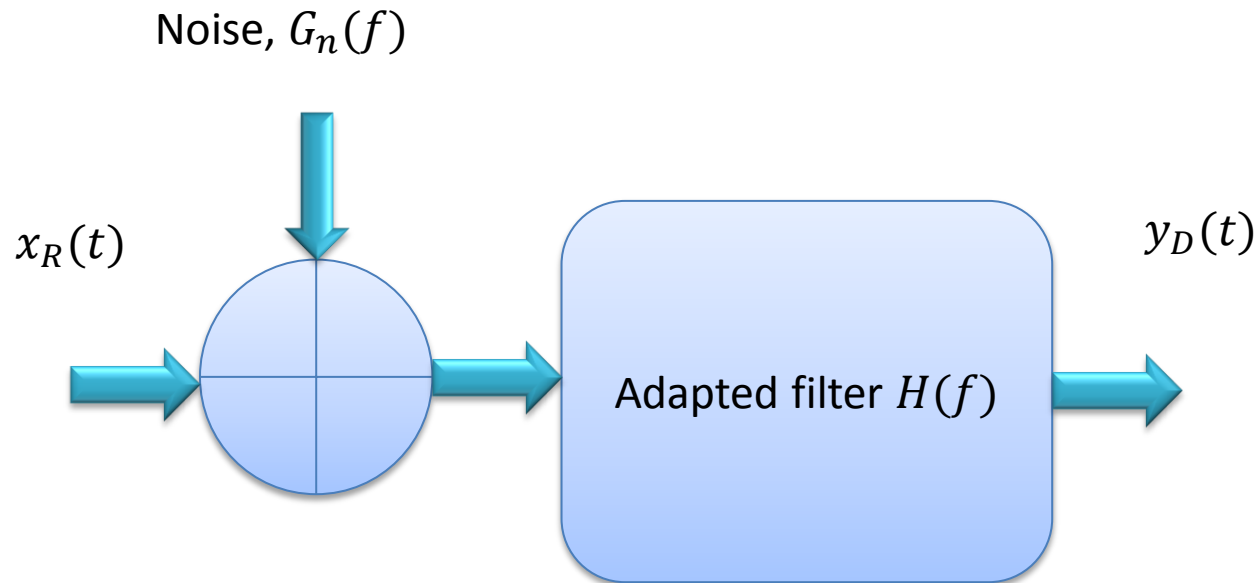 Noise, $G_n(f)$
$x_R(t)$
$y_D(t)$
Adapted filter $H(f)$